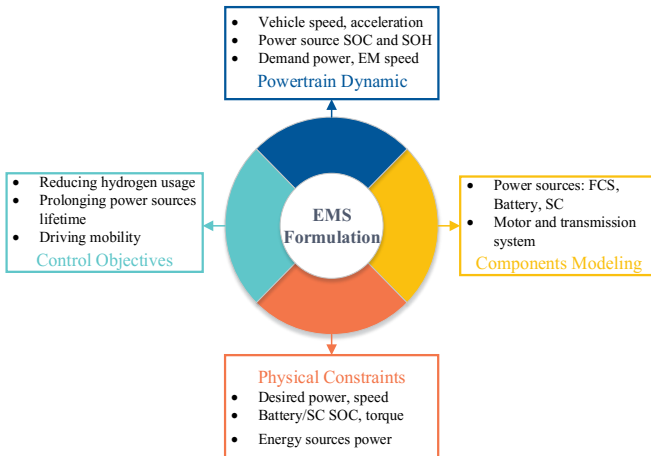 • Vehicle speed, acceleration
• Power source SOC and SOH
• Demand power, EM speed
Powertrain Dynamic
• Reducing hydrogen usage
• Prolonging power sources
lifetime
• Driving mobility
Control Objectives
EMS
Formulation
• Power sources: FCS,
Battery, SC
• Motor and transmission
system
Components Modeling
Physical Constraints
• Desired power, speed
• Battery/SC SOC, torque
• Energy sources power